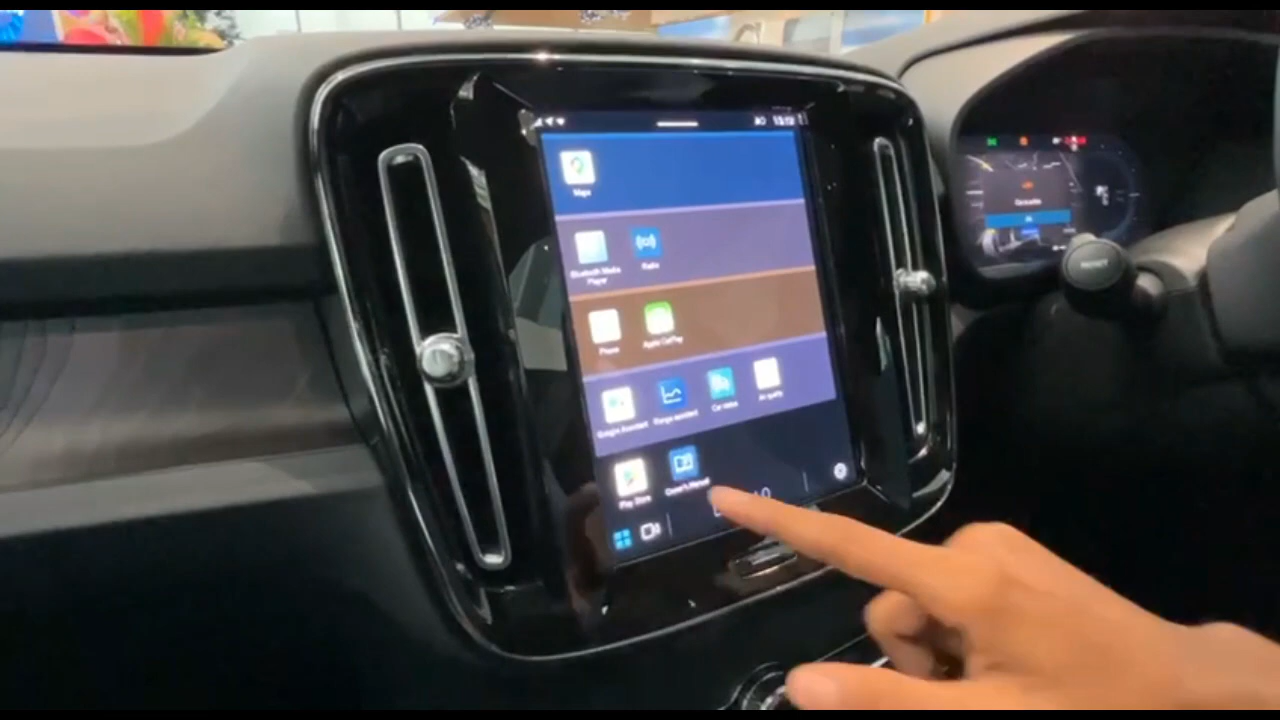 Maps
Bluetooth Media
Player
Radio
Phone
Apple CarPlay
Google Assistant
Range assistant
Car status
Air quality
Play Store
Owner's Manual